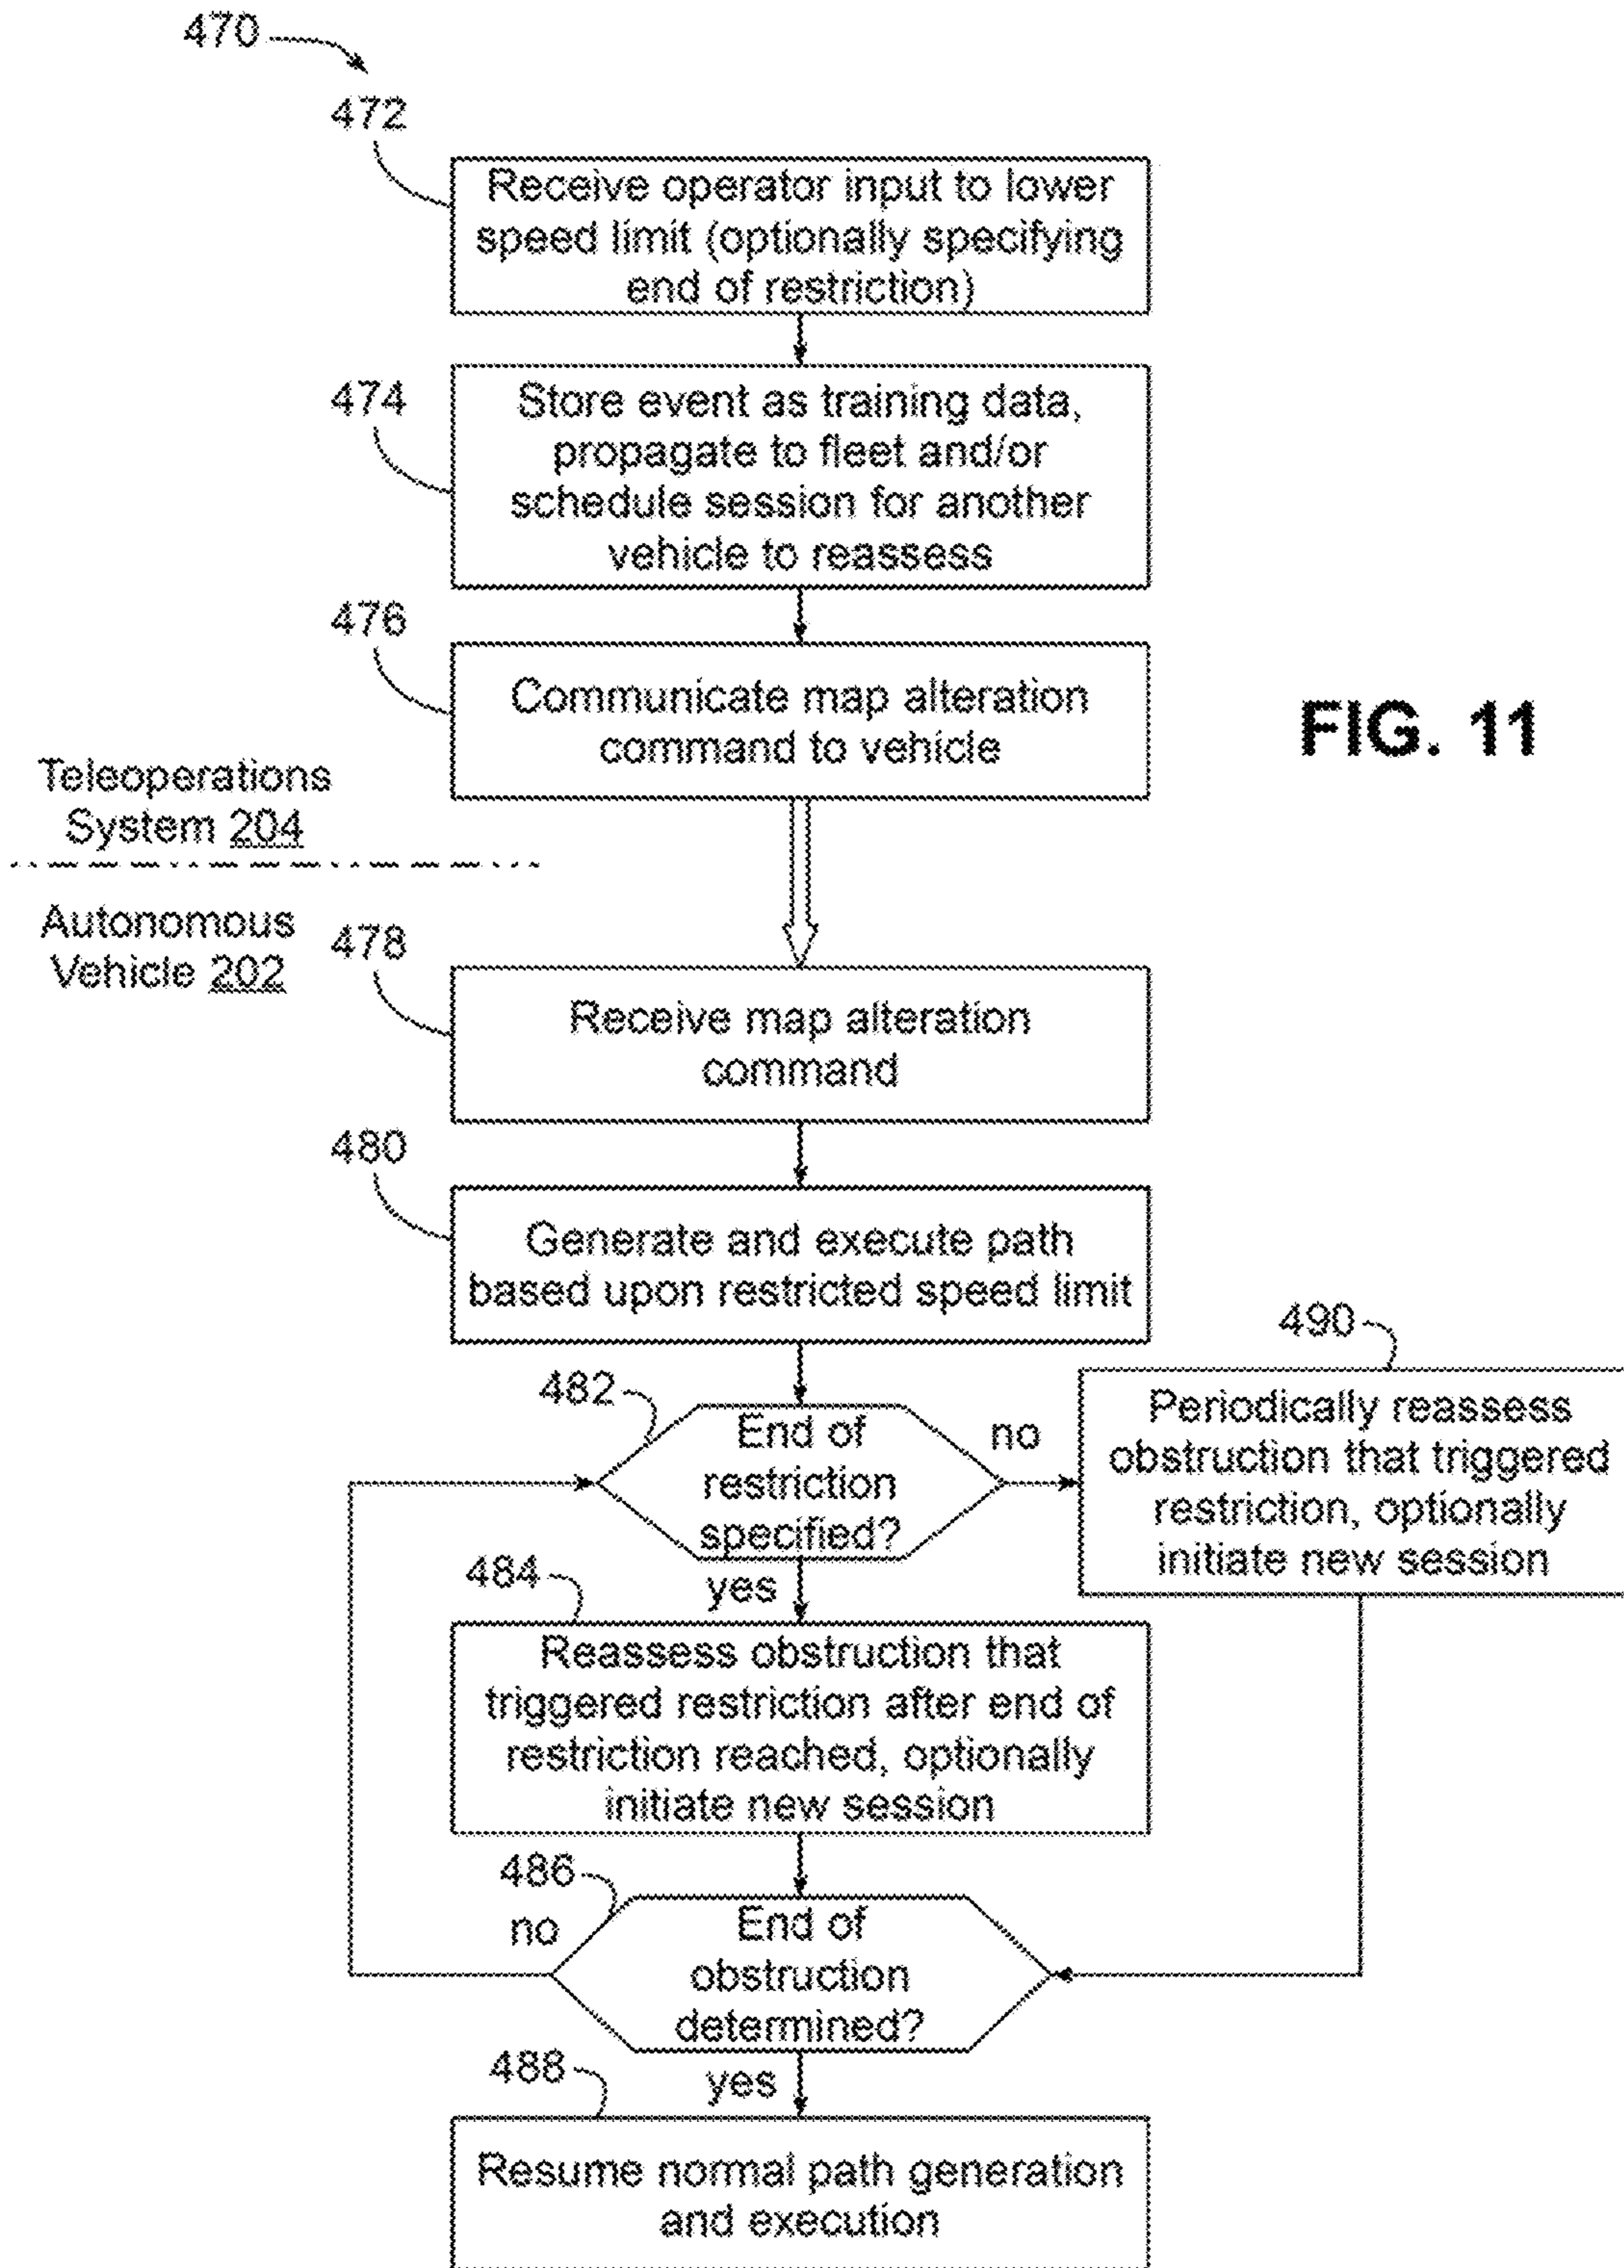 470
472
Receive operator input to lower
speed limit (optionally specifying
end of restriction)
474
Store event as training data,
propagate to fleet and/or
schedule session for another
vehicle to reassess
476
Communicate map alteration
command to vehicle
FIG. 11
Teleoperations
System 204
Autonomous
Vehicle 202
478
Receive map alteration
command
480
Generate and execute path
based upon restricted speed limit
482
End of
restriction
specified?
no
yes
490
Periodically reassess
obstruction that triggered
restriction, optionally
initiate new session
484
Reassess obstruction that
triggered restriction after end of
restriction reached, optionally
initiate new session
486
no
End of
obstruction
determined?
yes
488
Resume normal path generation
and execution